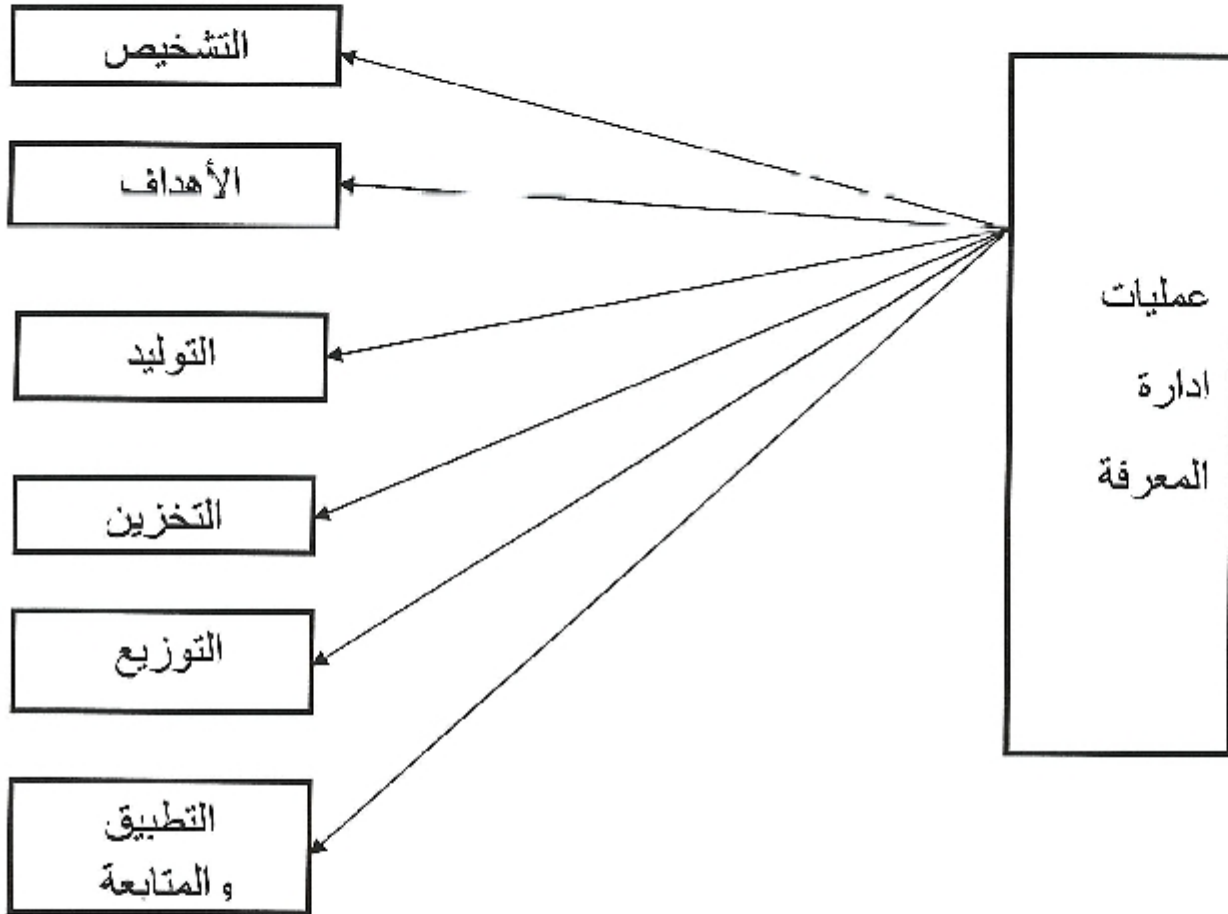 عمليات
ادارة
المعرفة
التشخيص
الأهداف
التوليد
التخزين
التوزيع
التطبيق
و المتابعة